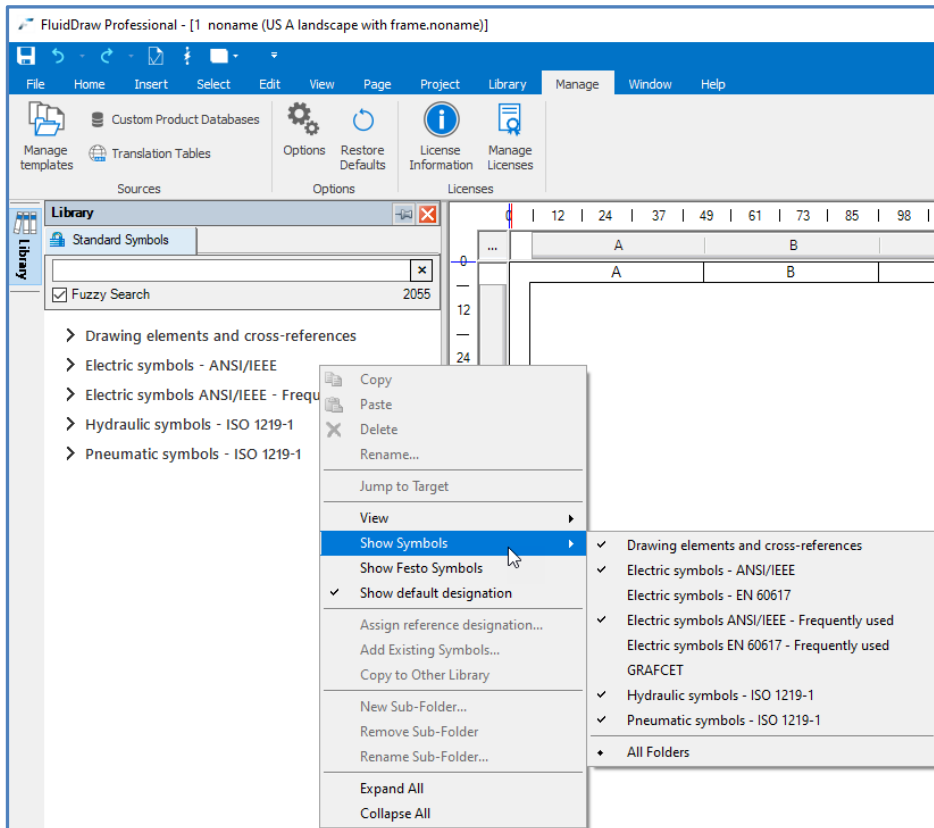 FluidDraw Professional - [1 noname (US A landscape with frame.noname)]
File Home Insert Select Edit View Page Project Library Manage Window Help
Manage templates
Custom Product Databases
Translation Tables
Sources
Options
Restore Defaults
Options
License Information
Manage Licenses
Licenses
Library
Library
Standard Symbols
Fuzzy Search 2055
Drawing elements and cross-references
Electric symbols - ANSI/IEEE
Electric symbols ANSI/IEEE - Frequ
Hydraulic symbols - ISO 1219-1
Pneumatic symbols - ISO 1219-1
0 12 24 37 49 61 73 85 98
... A B
A B
0
12
24
Copy
Paste
Delete
Rename...
Jump to Target
View
Show Symbols
Show Festo Symbols
Show default designation
Assign reference designation...
Add Existing Symbols...
Copy to Other Library
New Sub-Folder...
Remove Sub-Folder
Rename Sub-Folder...
Expand All
Collapse All
Drawing elements and cross-references
Electric symbols - ANSI/IEEE
Electric symbols - EN 60617
Electric symbols ANSI/IEEE - Frequently used
Electric symbols EN 60617 - Frequently used
GRAFCET
Hydraulic symbols - ISO 1219-1
Pneumatic symbols - ISO 1219-1
All Folders